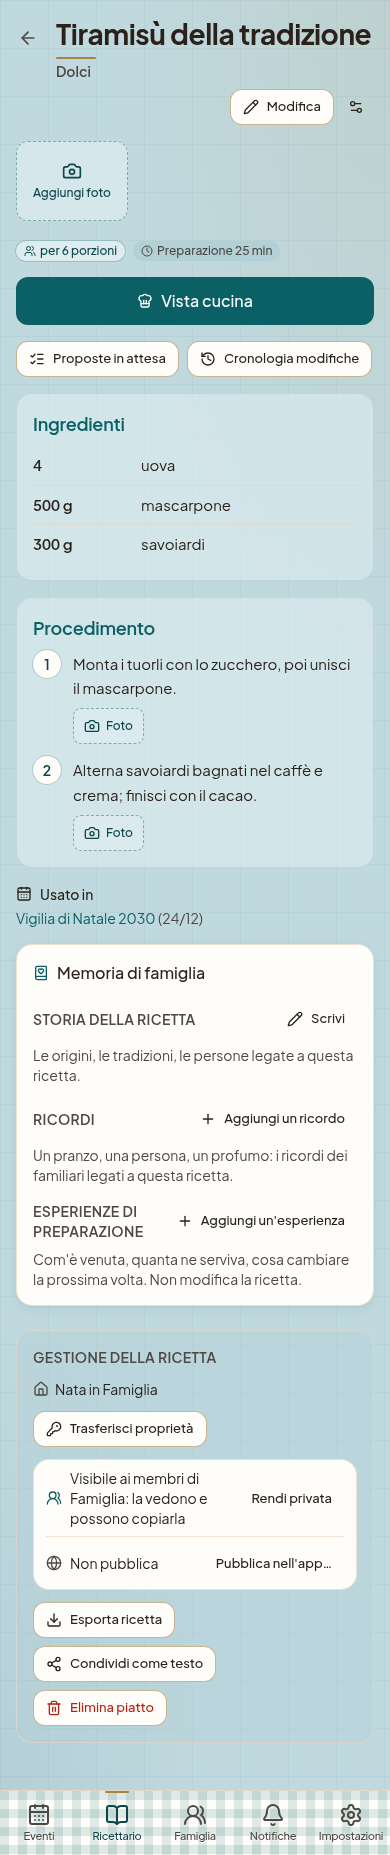 Tiramisù della tradizione
Dolci
Modifica
Aggiungi foto
per 6 porzioni
Preparazione 25 min
Vista cucina
Proposte in attesa
Cronologia modifiche
Ingredienti
4 uova
500 g mascarpone
300 g savoiardi
Procedimento
1 Monta i tuorli con lo zucchero, poi unisci
il mascarpone.
Foto
2 Alterna savoiardi bagnati nel caffè e
crema; finisci con il cacao.
Foto
Usato in
Vigilia di Natale 2030 (24/12)
Memoria di famiglia
STORIA DELLA RICETTA
Scrivi
Le origini, le tradizioni, le persone legate a questa
ricetta.
RICORDI
Aggiungi un ricordo
Un pranzo, una persona, un profumo: i ricordi dei
familiari legati a questa ricetta.
ESPERIENZE DI
PREPARAZIONE
Aggiungi un'esperienza
Com'è venuta, quanta ne serviva, cosa cambiare
la prossima volta. Non modifica la ricetta.
GESTIONE DELLA RICETTA
Nata in Famiglia
Trasferisci proprietà
Visibile ai membri di
Famiglia: la vedono e
possono copiarla
Rendi privata
Non pubblica
Pubblica nell'app...
Esporta ricetta
Condividi come testo
Elimina piatto
Eventi
Ricettario
Famiglia
Notifiche
Impostazioni